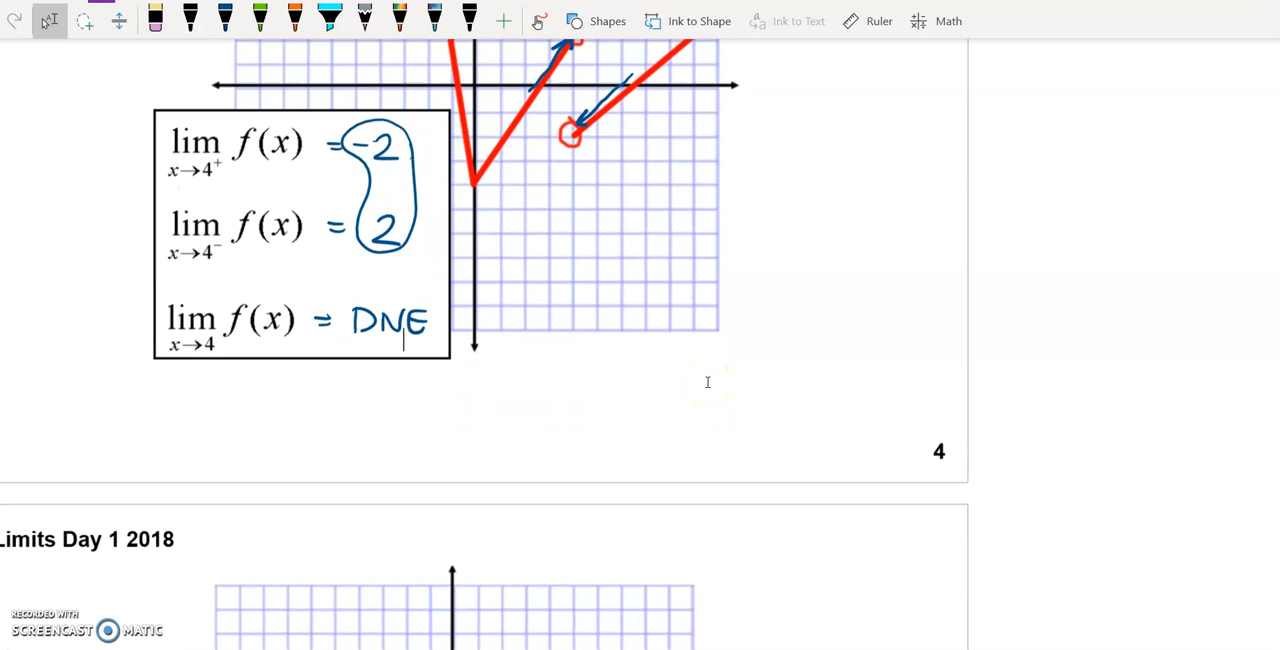 Shapes Ink to Shape Ink to Text Ruler Math
lim f(x) = -2
x→4⁺
lim f(x) = 2
x→4⁻
lim f(x) = DNE
x→4
4
Limits Day 1 2018
RECORDED WITH
SCREENCAST MATIC